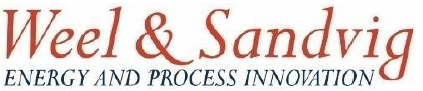 Weel & Sandvig
ENERGY AND PROCESS INNOVATION